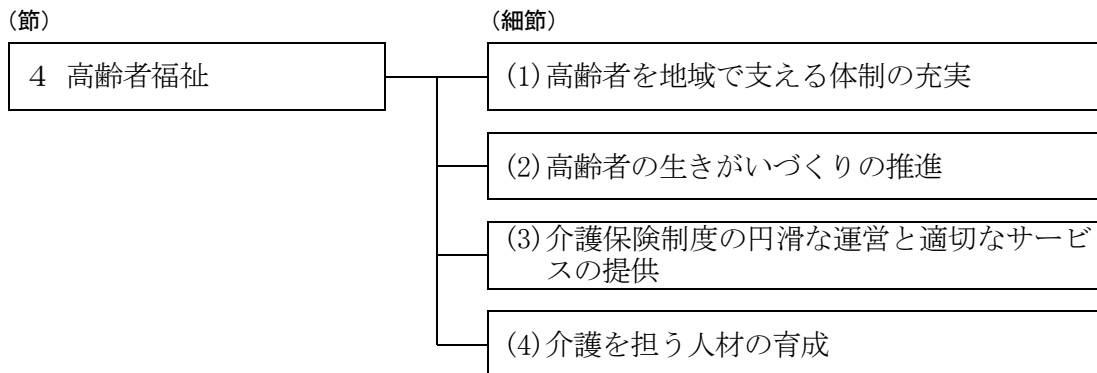 （節）
（細節）
４ 高齢者福祉
(1)高齢者を地域で支える体制の充実
(2)高齢者の生きがいづくりの推進
(3)介護保険制度の円滑な運営と適切なサービ
スの提供
(4)介護を担う人材の育成